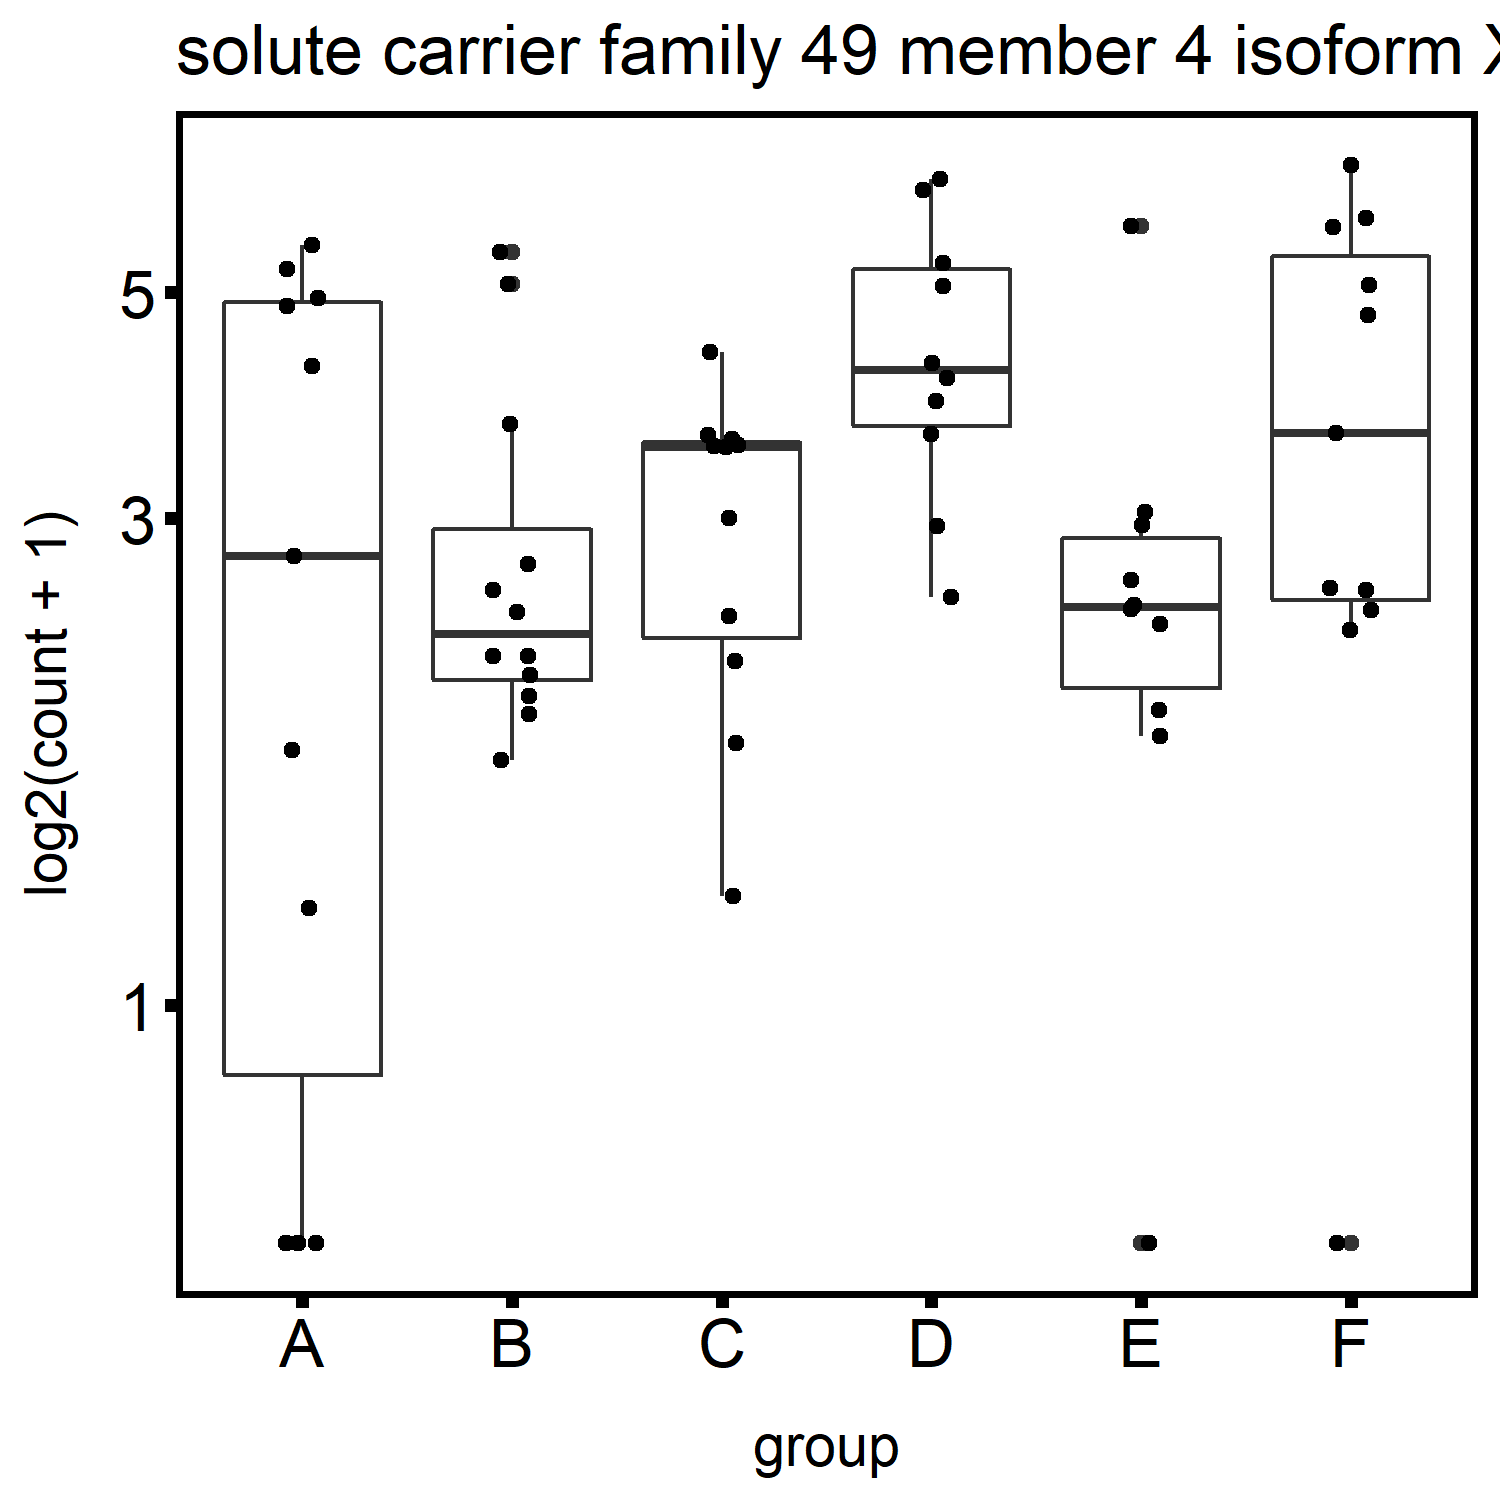 solute carrier family 49 member 4 isoform X
5
3
1
log2(count + 1)
A B C D E F
group